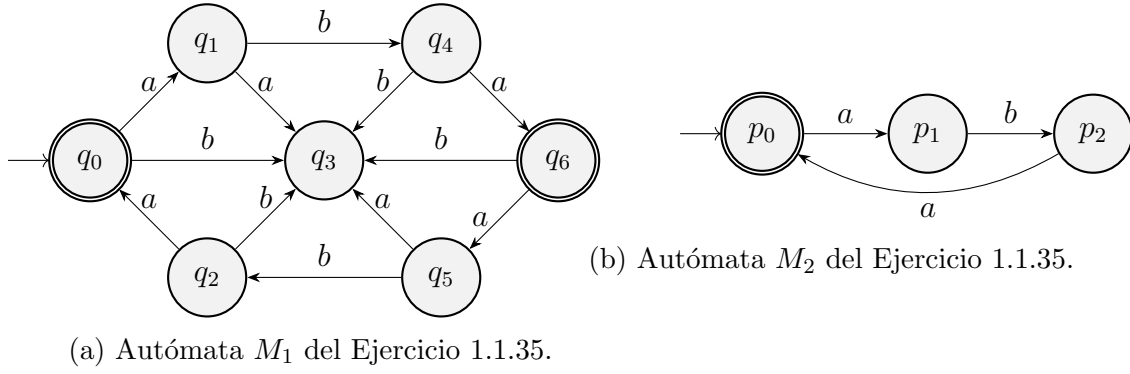 q₁ b q₄
a a b a
q₀ b q₃ b q₆
a b a a
q₂ b q₅
(a) Autómata M₁ del Ejercicio 1.1.35.
p₀ a p₁ b p₂
a
(b) Autómata M₂ del Ejercicio 1.1.35.